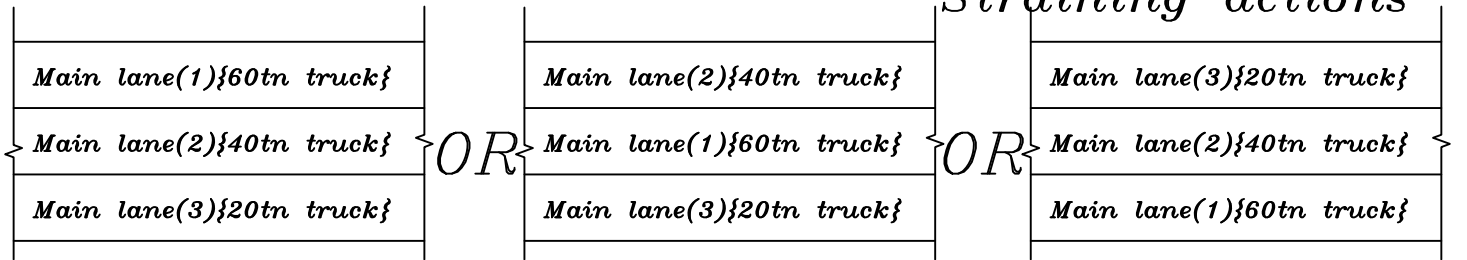 Straining actions
Main lane(1){60tn truck{
Main lane(2){40tn truck{
Main lane(3){20tn truck{
OR
Main lane(2){40tn truck{
Main lane(1){60tn truck{
Main lane(3){20tn truck{
OR
Main lane(3){20tn truck{
Main lane(2){40tn truck{
Main lane(1){60tn truck{